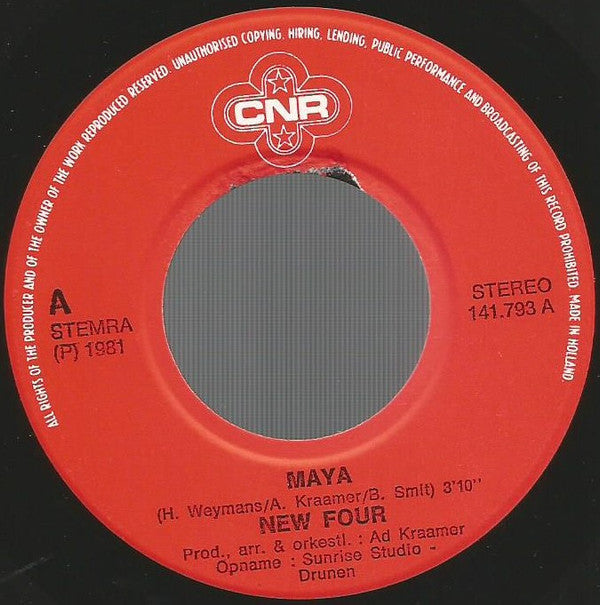 ALL RIGHTS OF THE PRODUCER AND OF THE OWNER OF THE WORK REPRODUCED RESERVED. UNAUTHORISED COPYING, HIRING, LENDING, PUBLIC PERFORMANCE AND BROADCASTING OF THIS RECORD PROHIBITED. MADE IN HOLLAND.
CNR
A
STEMRA
(P) 1981
STEREO
141.793 A
MAYA
(H. Weymans/A. Kraamer/B. Smit) 3'10"
NEW FOUR
Prod., arr. & orkestl. : Ad Kraamer
Opname : Sunrise Studio -
Drunen